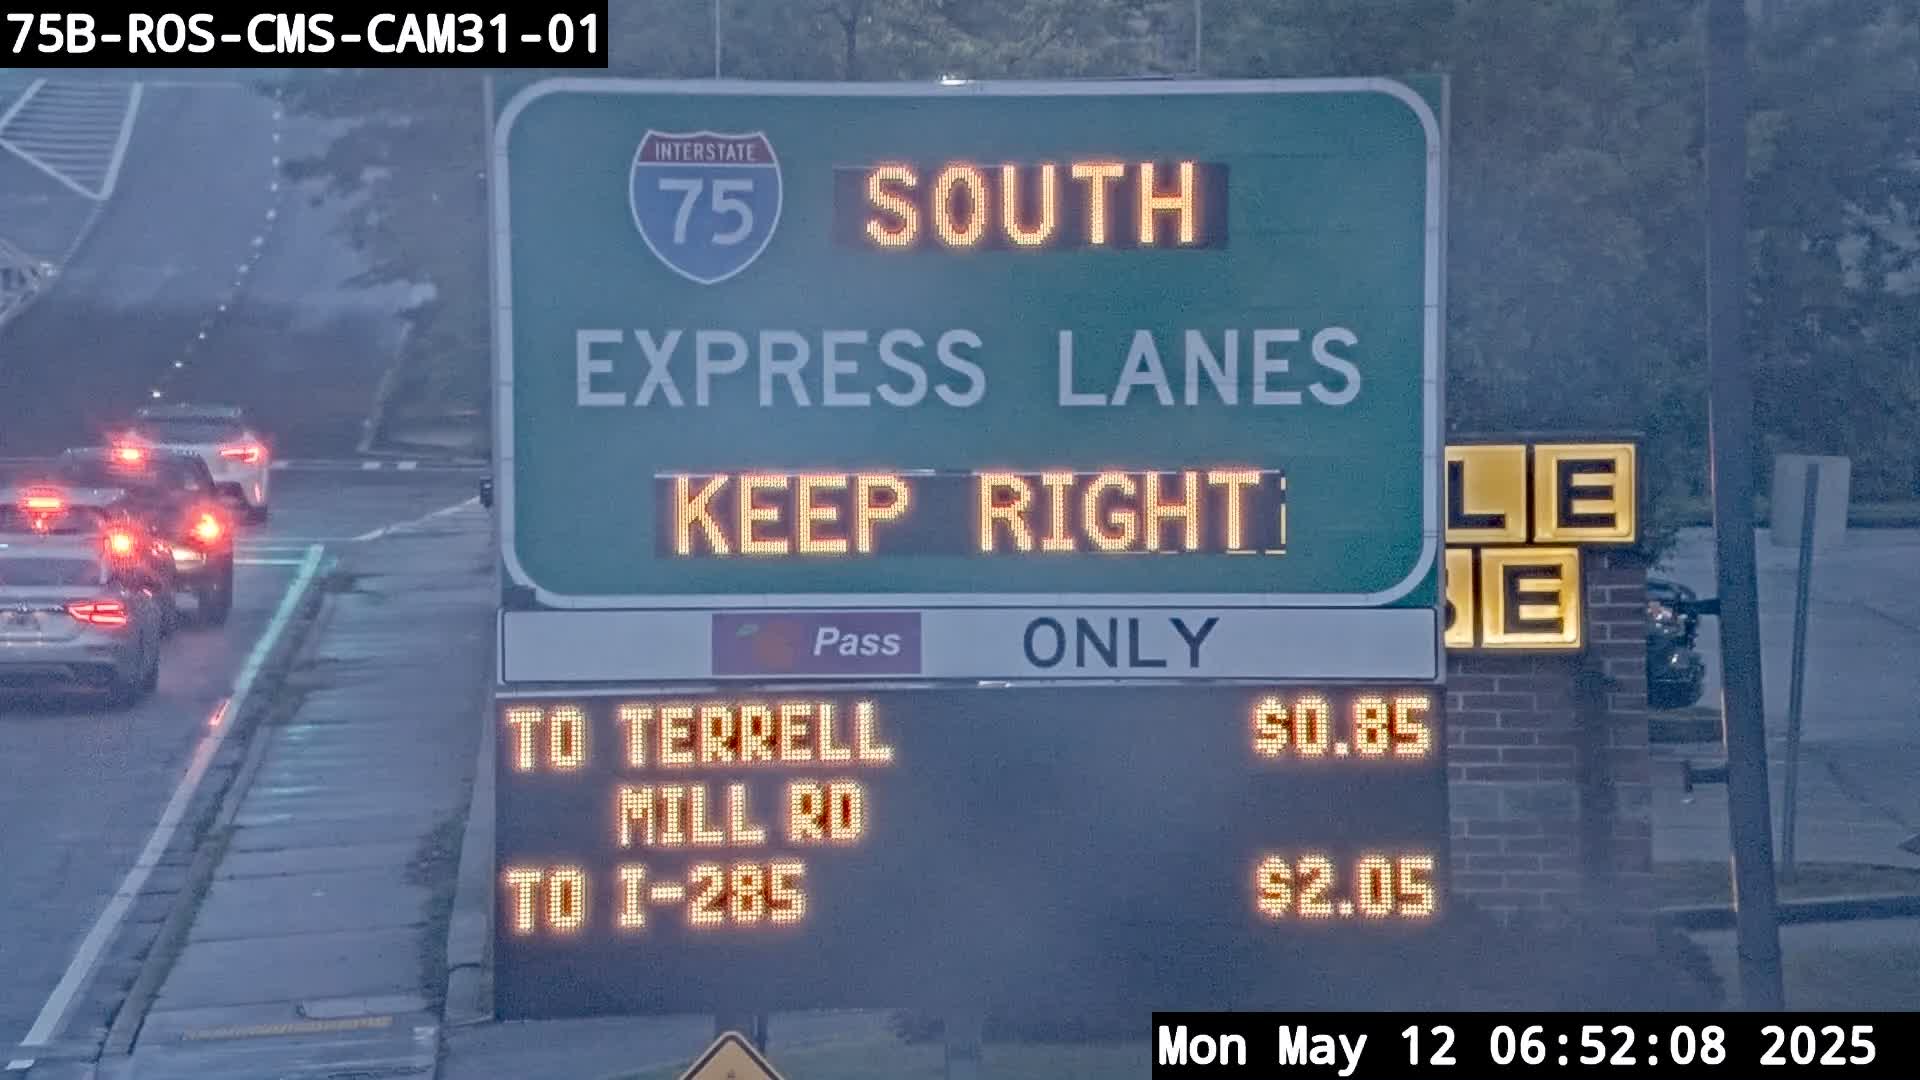 75B-ROS-CMS-CAM31-01
INTERSTATE
75
SOUTH
EXPRESS LANES
KEEP RIGHT
Pass ONLY
TO TERRELL $0.85
MILL RD
TO I-285 $2.05
LE
E
Mon May 12 06:52:08 2025